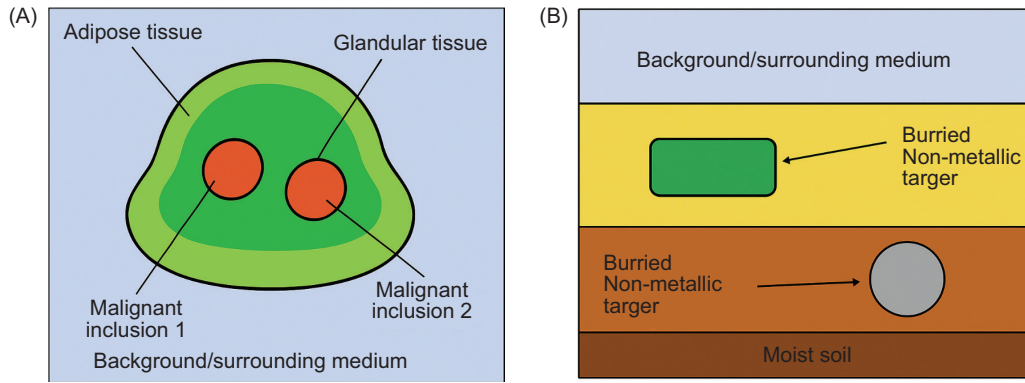 (A)
Adipose tissue
Glandular tissue
Malignant
inclusion 1
Malignant
inclusion 2
Background/surrounding medium
(B)
Background/surrounding medium
Burried
Non-metallic
targer
Burried
Non-metallic
targer
Moist soil